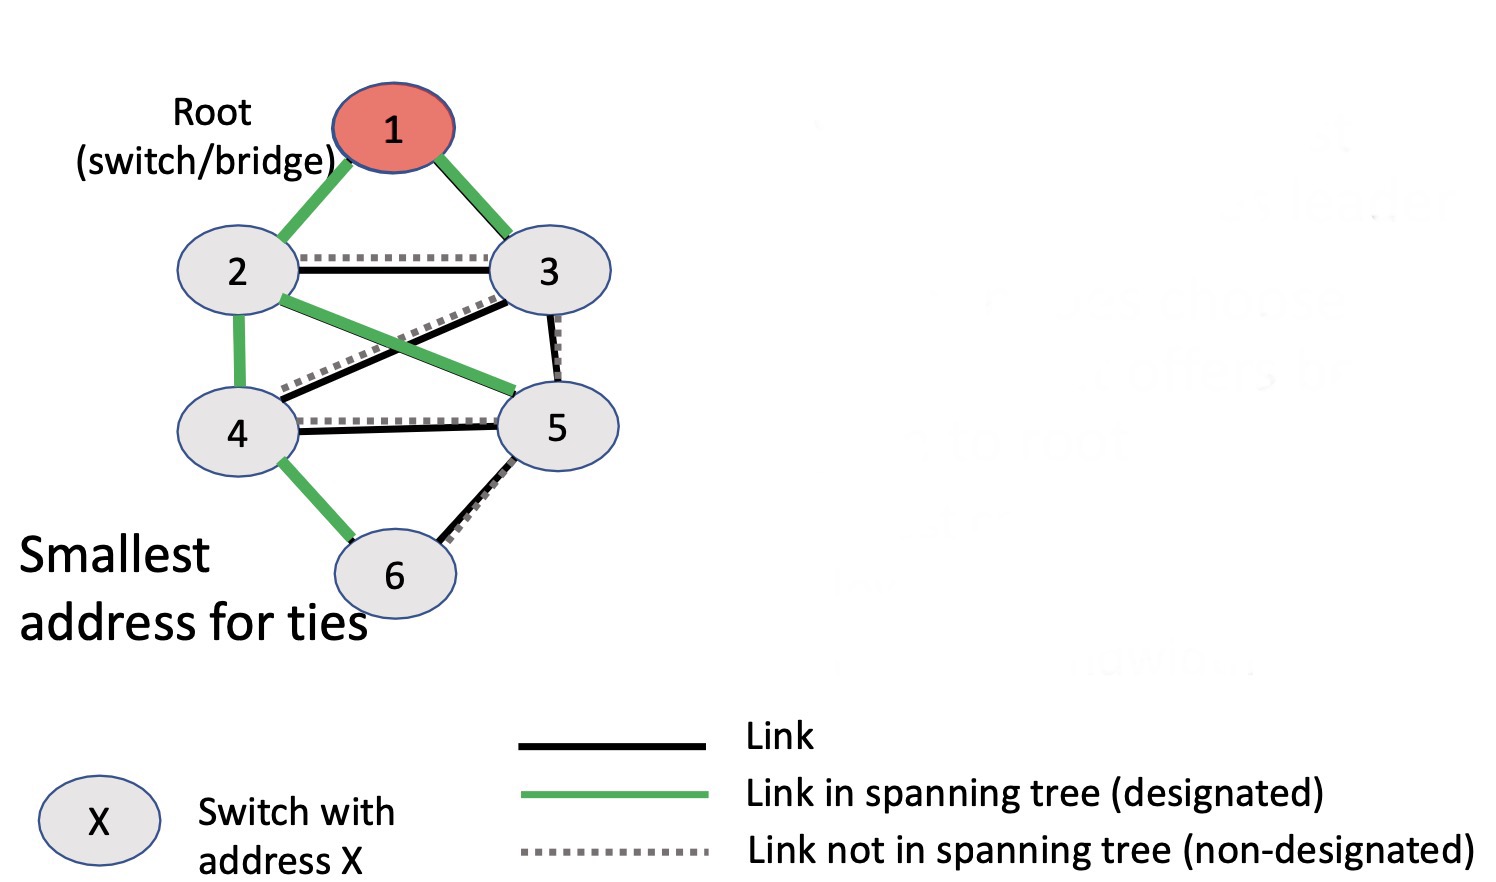 Root
(switch/bridge)
1
2
3
4
5
6
Smallest
address for ties
Link
Link in spanning tree (designated)
Link not in spanning tree (non-designated)
X
Switch with
address X